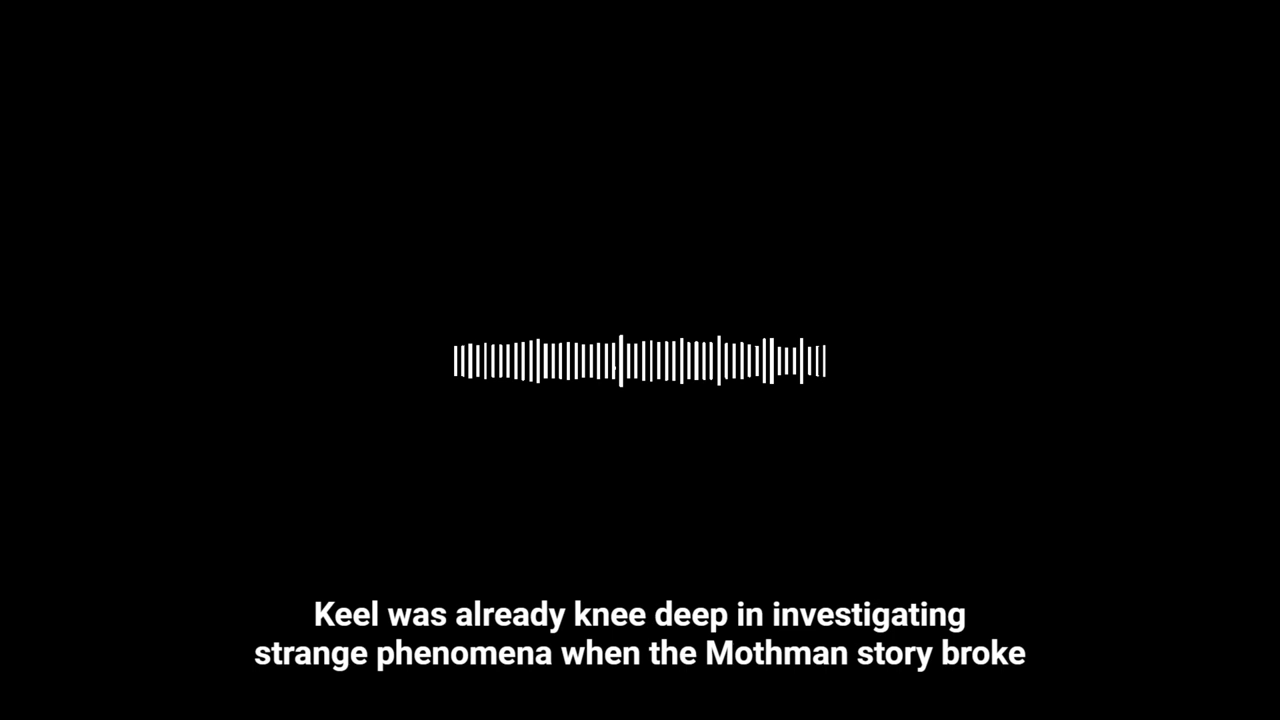 Keel was already knee deep in investigating
strange phenomena when the Mothman story broke